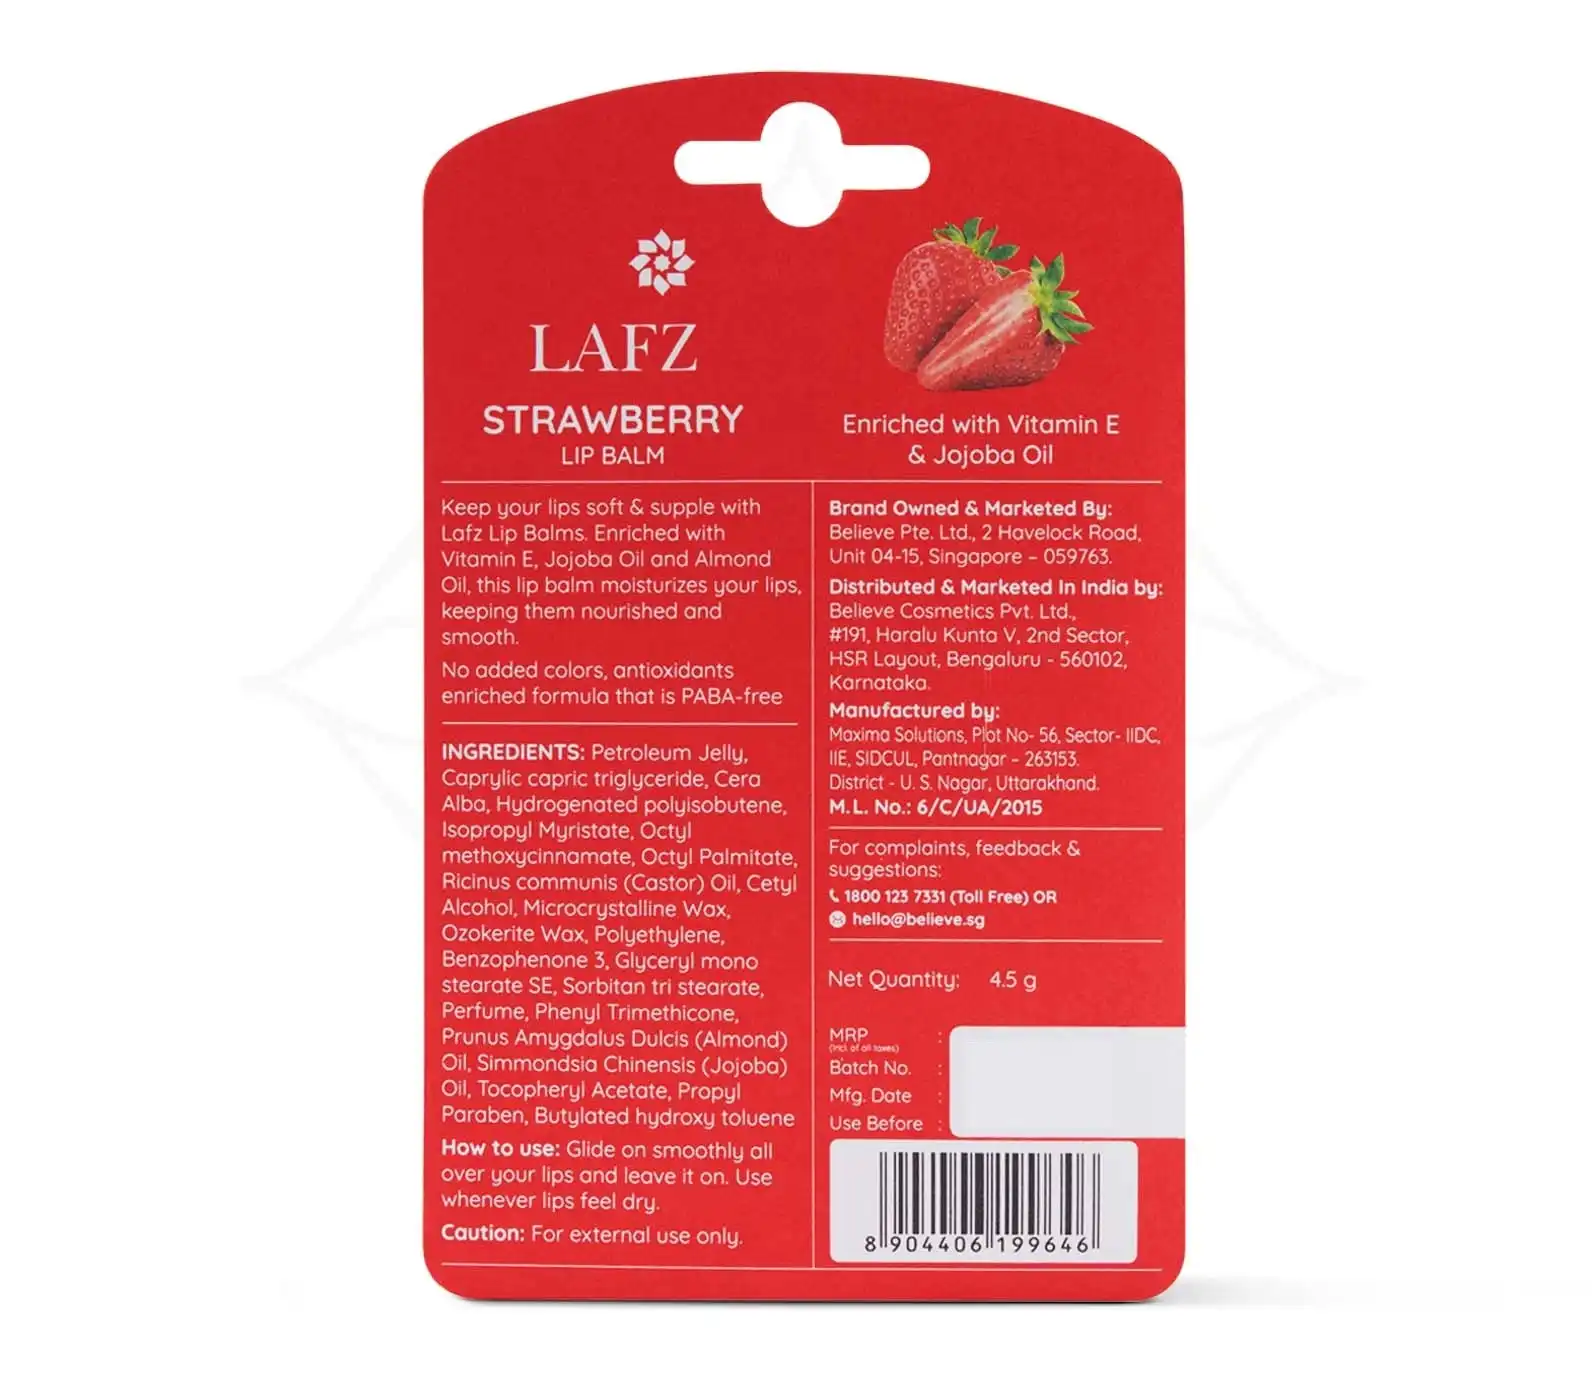 LAFZ
STRAWBERRY
LIP BALM
Enriched with Vitamin E
& Jojoba Oil
Keep your lips soft & supple with
Lafz Lip Balms. Enriched with
Vitamin E, Jojoba Oil and Almond
Oil, this lip balm moisturizes your lips,
keeping them nourished and
smooth.
No added colors, antioxidants
enriched formula that is PABA-free
INGREDIENTS: Petroleum Jelly,
Caprylic capric triglyceride, Cera
Alba, Hydrogenated polyisobutene,
Isopropyl Myristate, Octyl
methoxycinnamate, Octyl Palmitate,
Ricinus communis (Castor) Oil, Cetyl
Alcohol, Microcrystalline Wax,
Ozokerite Wax, Polyethylene,
Benzophenone 3, Glyceryl mono
stearate SE, Sorbitan tri stearate,
Perfume, Phenyl Trimethicone,
Prunus Amygdalus Dulcis (Almond)
Oil, Simmondsia Chinensis (Jojoba)
Oil, Tocopheryl Acetate, Propyl
Paraben, Butylated hydroxy toluene
How to use: Glide on smoothly all
over your lips and leave it on. Use
whenever lips feel dry.
Caution: For external use only.
Brand Owned & Marketed By:
Believe Pte. Ltd., 2 Havelock Road,
Unit 04-15, Singapore - 059763.
Distributed & Marketed In India by:
Believe Cosmetics Pvt. Ltd.,
#191, Haralu Kunta V, 2nd Sector,
HSR Layout, Bengaluru - 560102,
Karnataka.
Manufactured by:
Maxima Solutions, Plot No- 56, Sector- IIDC,
IIE, SIDCUL, Pantnagar - 263153.
District - U. S. Nagar, Uttarakhand.
M.L. No.: 6/C/UA/2015
For complaints, feedback &
suggestions:
1800 123 7331 (Toll Free) OR
hello@believe.sg
Net Quantity: 4.5 g
MRP :
(Incl. of all taxes)
Batch No. :
Mfg. Date :
Use Before :
8 904406 199646